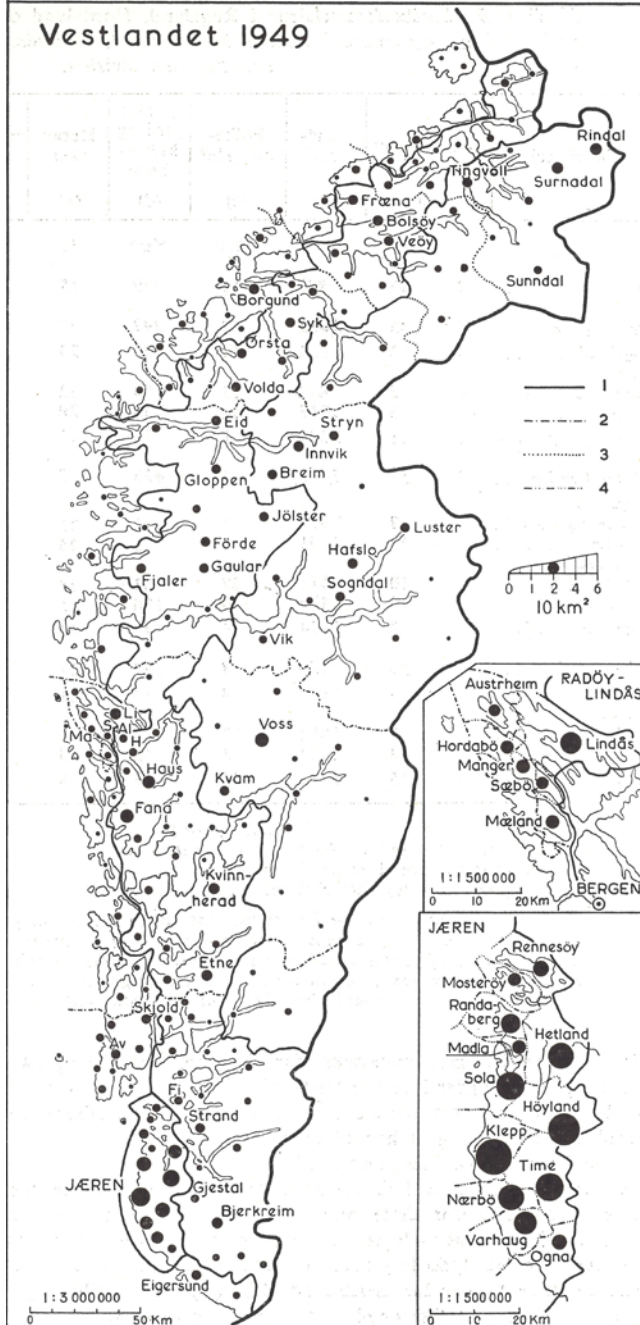 Vestlandet 1949
Rindal
Tingvoll
Surnadal
Fræna
Bolsöy
Veöy
Sunndal
Borgund
Syk.
Örsta
Volda
1
Eid
Stryn
2
Innvik
3
Gloppen
Breim
4
Jölster
Luster
Förde
Hafslo
Fjaler
Gaular
Sogndal
0 2 4 6
10 km²
Vik
RADÖY-
LINDÅS
Austrheim
Li
S
Al
Ma
H
Voss
Hordabö
Lindås
Manger
Haus
Kvam
Sæbö
Fana
Mæland
1:1 500 000
0 20 Km
BERGEN
Kvinn-
herad
JÆREN
Rennesöy
Etne
Mosteröy
Skjold
Randa-
berg
Hetland
Av
Madla
Sola
Fi
Höyland
Strand
Klepp
Time
JÆREN
Gjestal
Nærbö
Bjerkreim
Varhaug
Ogna
Eigersund
1:3 000 000
0 50 Km
1:1 500 000
0 20 Km